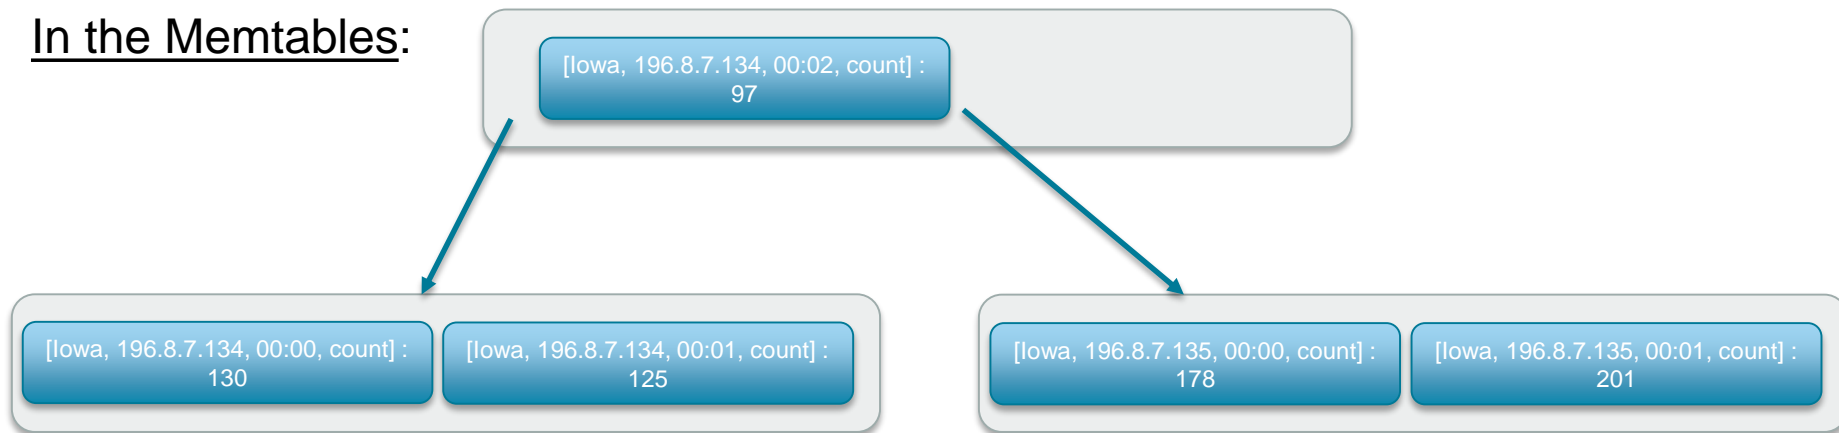 In the Memtables:
[Iowa, 196.8.7.134, 00:02, count] :
97
[Iowa, 196.8.7.134, 00:00, count] :
130
[Iowa, 196.8.7.134, 00:01, count] :
125
[Iowa, 196.8.7.135, 00:00, count] :
178
[Iowa, 196.8.7.135, 00:01, count] :
201